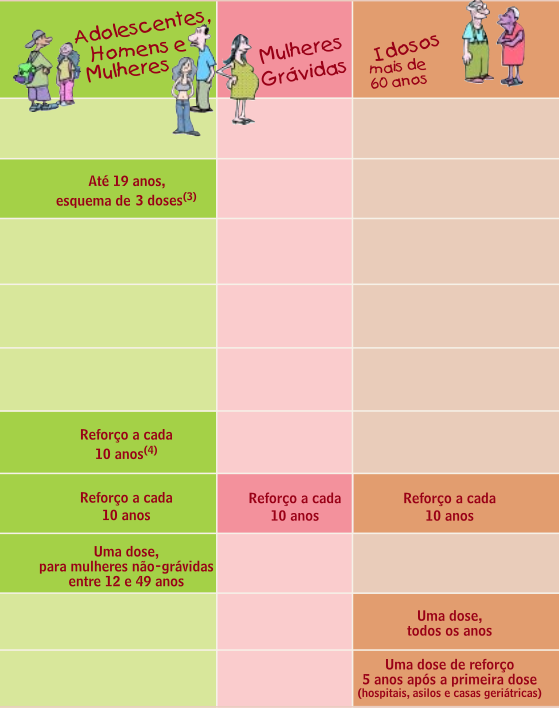 Adolescentes,
Homens e
Mulheres
Mulheres
Grávidas
Idosos
mais de
60 anos
Até 19 anos,
esquema de 3 doses(3)
Reforço a cada
10 anos(4)
Reforço a cada
10 anos
Reforço a cada
10 anos
Reforço a cada
10 anos
Uma dose,
para mulheres não-grávidas
entre 12 e 49 anos
Uma dose,
todos os anos
Uma dose de reforço
5 anos após a primeira dose
(hospitais, asilos e casas geriátricas)